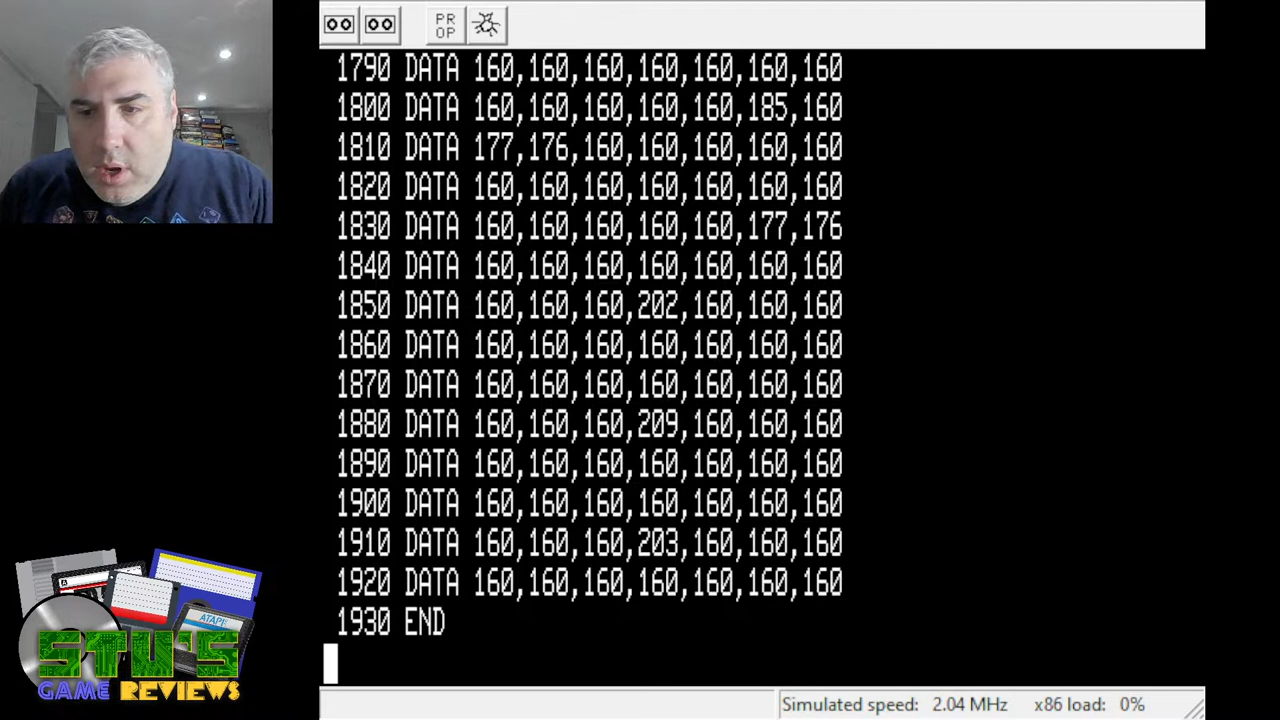 PR
OP
1790 DATA 160,160,160,160,160,160,160
1800 DATA 160,160,160,160,160,185,160
1810 DATA 177,176,160,160,160,160,160
1820 DATA 160,160,160,160,160,160,160
1830 DATA 160,160,160,160,160,177,176
1840 DATA 160,160,160,160,160,160,160
1850 DATA 160,160,160,202,160,160,160
1860 DATA 160,160,160,160,160,160,160
1870 DATA 160,160,160,160,160,160,160
1880 DATA 160,160,160,209,160,160,160
1890 DATA 160,160,160,160,160,160,160
1900 DATA 160,160,160,160,160,160,160
1910 DATA 160,160,160,203,160,160,160
1920 DATA 160,160,160,160,160,160,160
1930 END
ATARI
STU'S
GAME REVIEWS
Simulated speed: 2.04 MHz x86 load: 0%